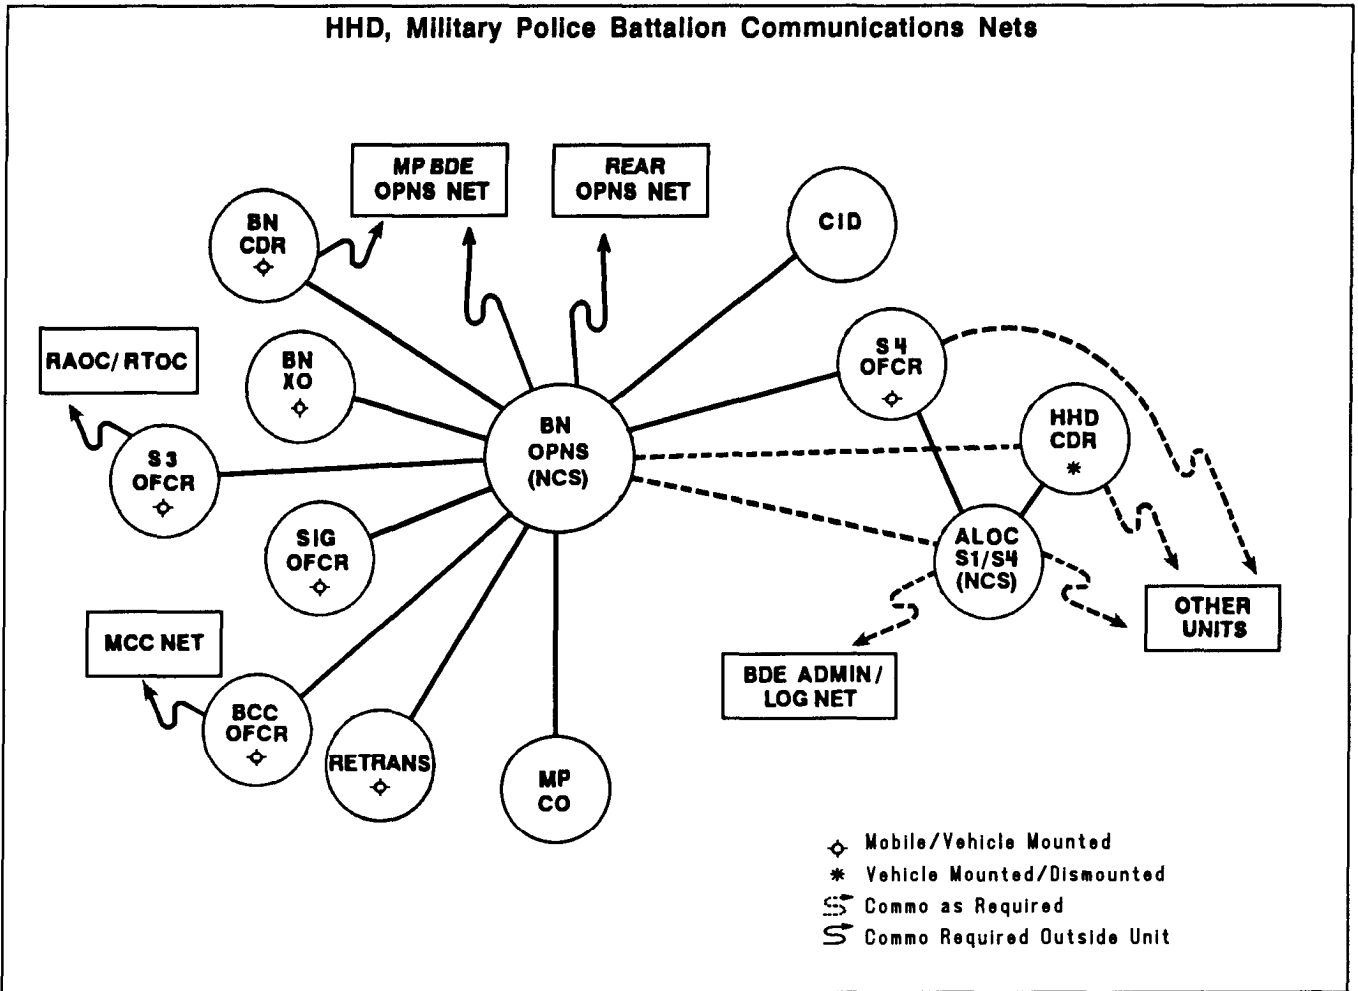 HHD, Military Police Battalion Communications Nets
MP BDE
OPNS NET
REAR
OPNS NET
BN
CDR
CID
RAOC/RTOC
BN
XO
S4
OFCR
HHD
CDR
S3
OFCR
BN
OPNS
(NCS)
SIG
OFCR
ALOC
S1/S4
(NCS)
OTHER
UNITS
MCC NET
BDE ADMIN/
LOG NET
BCC
OFCR
RETRANS
MP
CO
Mobile/Vehicle Mounted
* Vehicle Mounted/Dismounted
Commo as Required
Commo Required Outside Unit